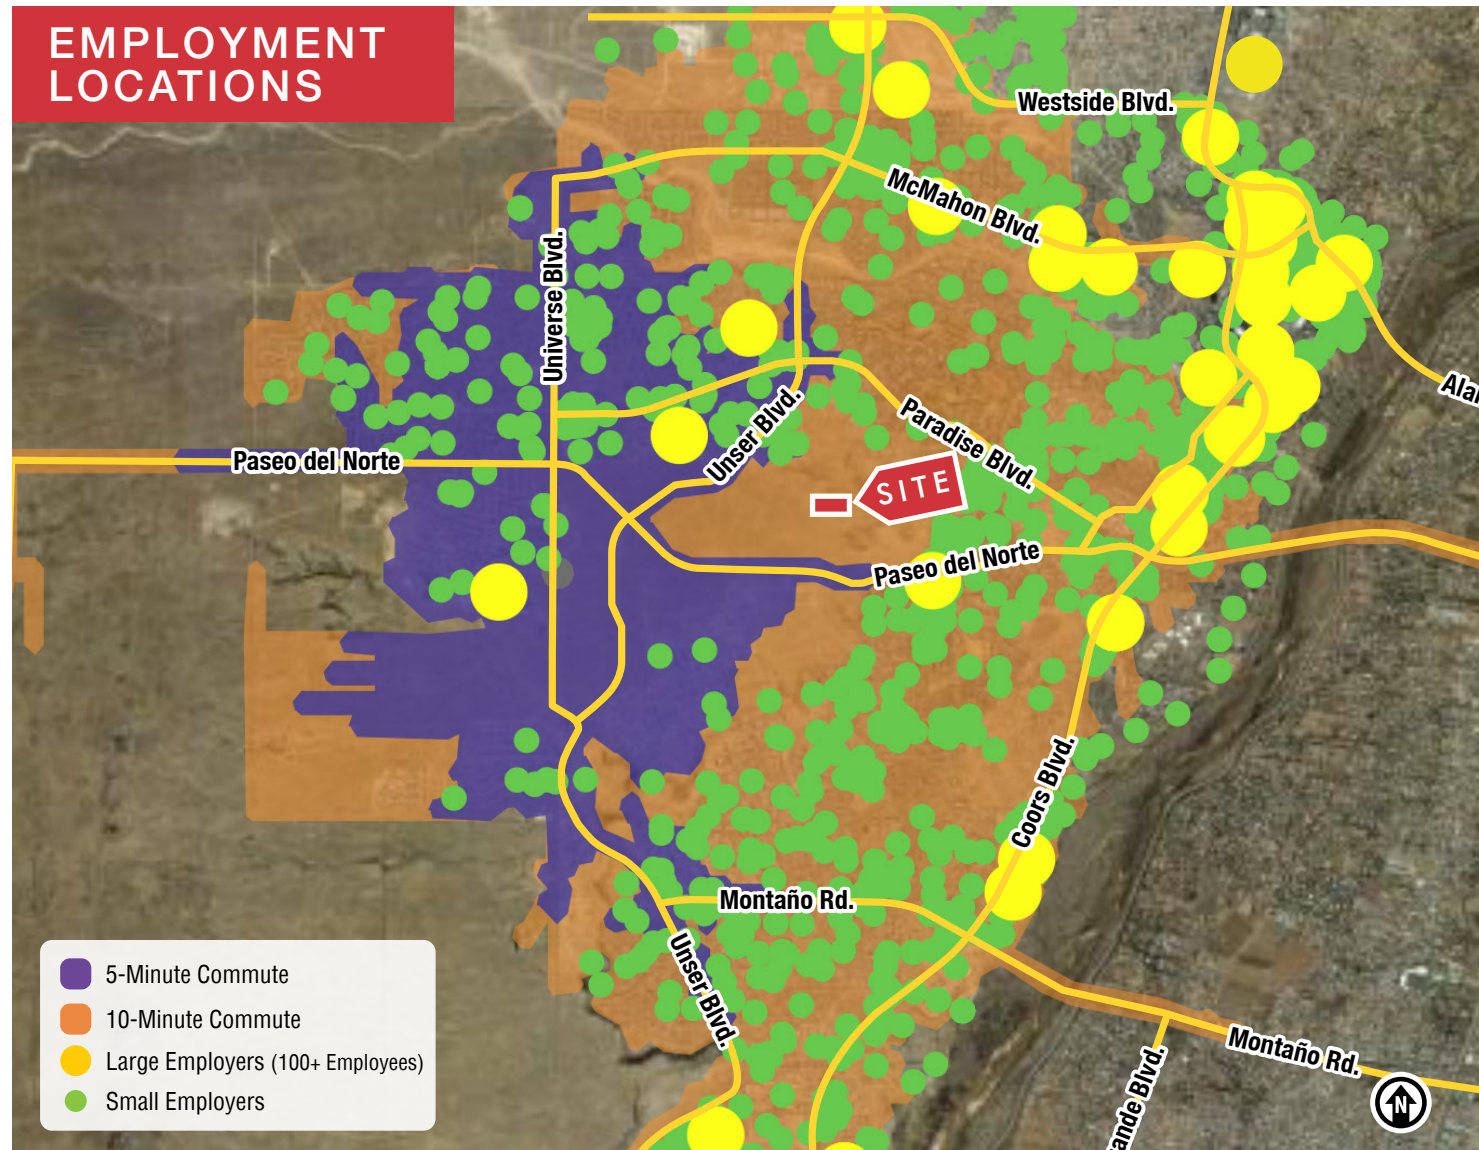 EMPLOYMENT
LOCATIONS
Westside Blvd.
McMahon Blvd.
Universe Blvd.
Unser Blvd.
Paradise Blvd.
Paseo del Norte
SITE
Paseo del Norte
Coors Blvd.
Montaño Rd.
Unser Blvd.
Montaño Rd.
5-Minute Commute
10-Minute Commute
Large Employers (100+ Employees)
Small Employers
N